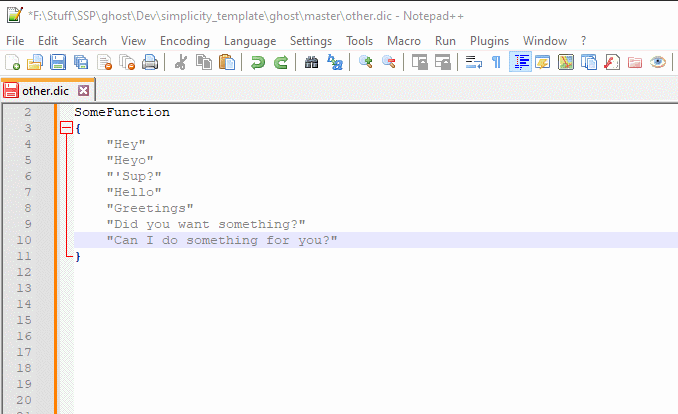 *F:\Stuff\SSP\ghost\Dev\simplicity_template\ghost\master\other.dic - Notepad++
File Edit Search View Encoding Language Settings Tools Macro Run Plugins Window ?
other.dic
2 SomeFunction
3 {
4 "Hey"
5 "Heyo"
6 "'Sup?"
7 "Hello"
8 "Greetings"
9 "Did you want something?"
10 "Can I do something for you?"
11 }
12
13
14
15
16
17
18
19
20